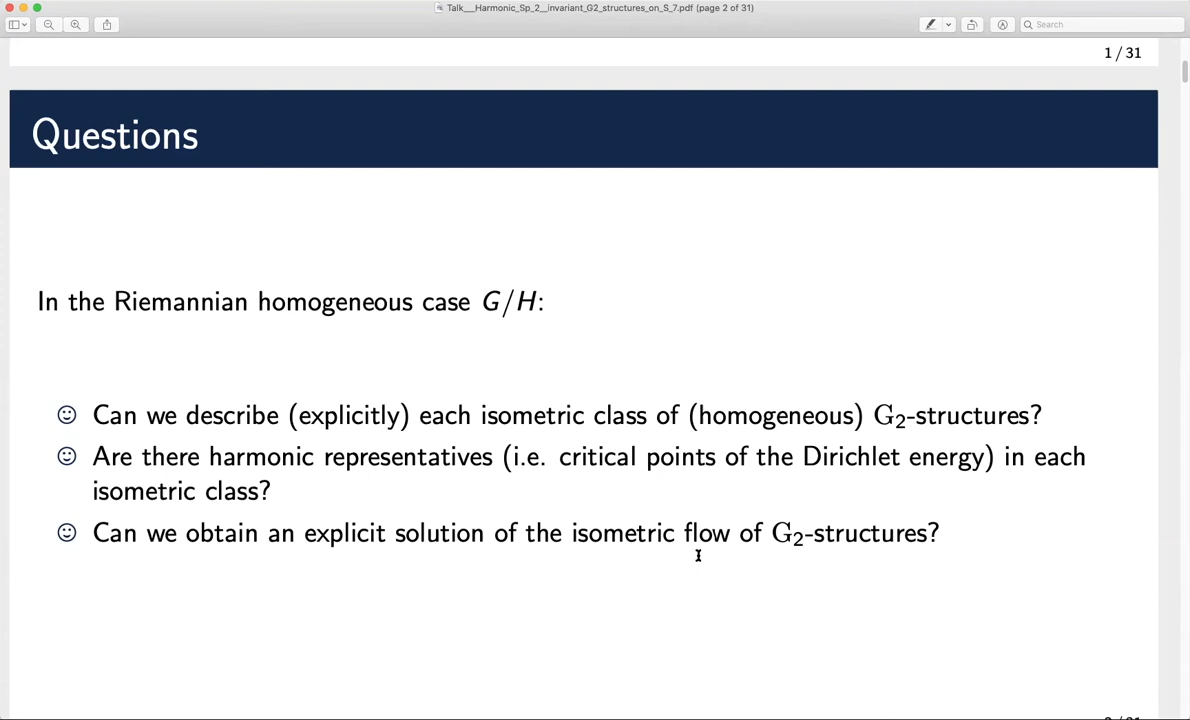 Talk__Harmonic_Sp_2__invariant_G2_structures_on_S_7.pdf (page 2 of 31)
Search
1 / 31
Questions
In the Riemannian homogeneous case G/H:
Can we describe (explicitly) each isometric class of (homogeneous) G₂-structures?
Are there harmonic representatives (i.e. critical points of the Dirichlet energy) in each
isometric class?
Can we obtain an explicit solution of the isometric flow of G₂-structures?